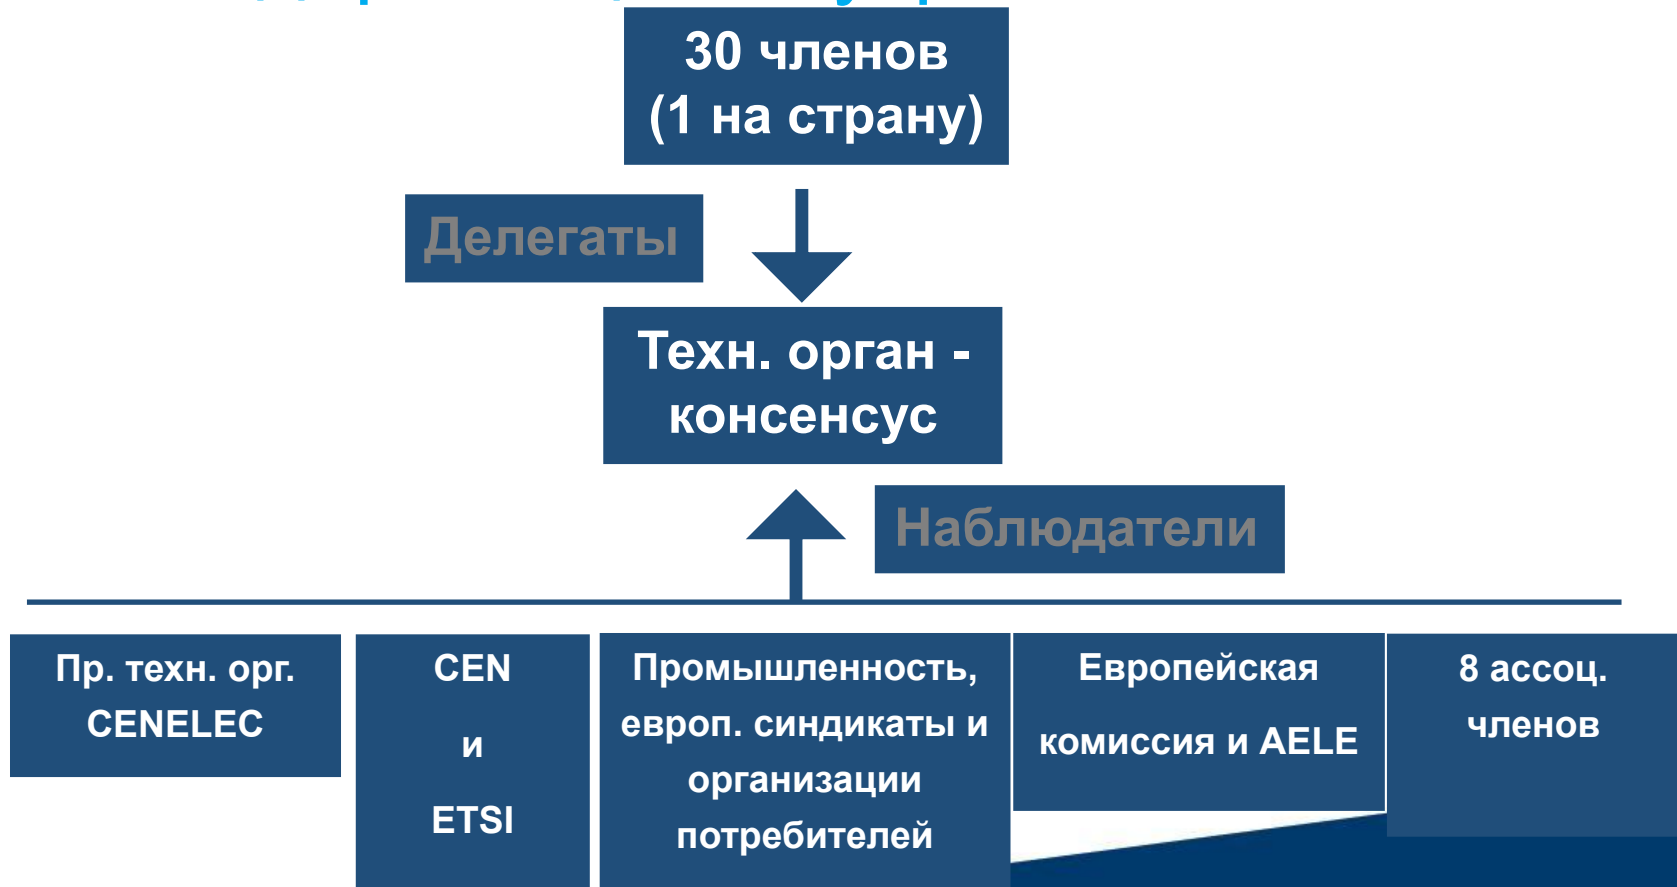 30 членов
(1 на страну)
Делегаты
Техн. орган -
консенсус
Наблюдатели
Пр. техн. орг.
CENELEC
CEN
и
ETSI
Промышленность,
европ. синдикаты и
организации
потребителей
Европейская
комиссия и AELE
8 ассоц.
членов